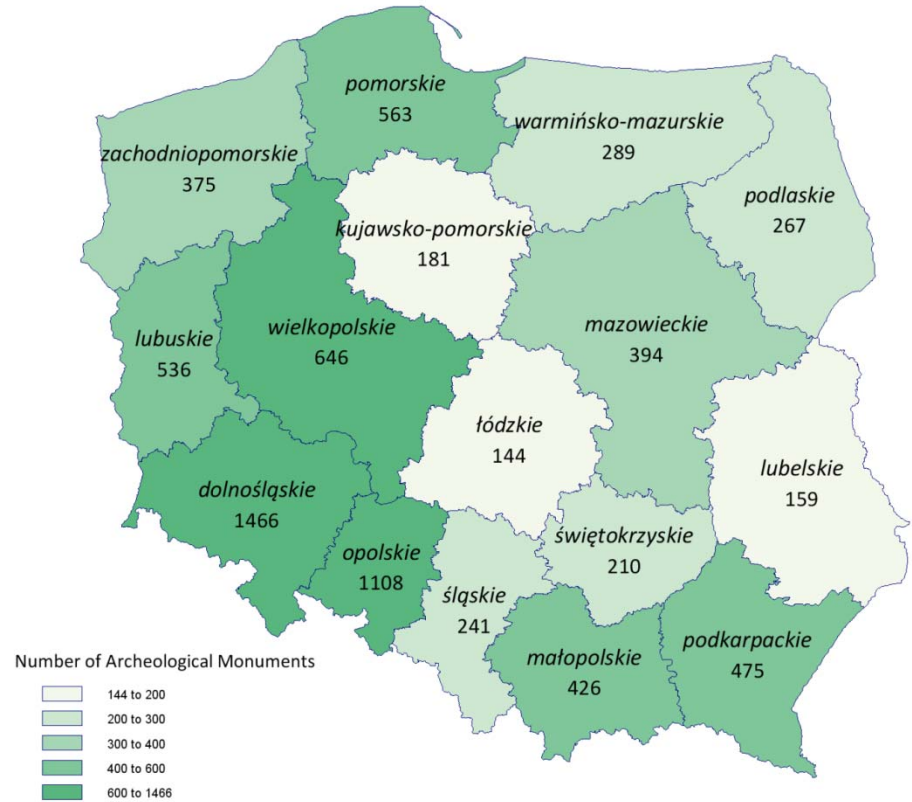 pomorskie
563
warmińsko-mazurskie
289
zachodniopomorskie
375
podlaskie
267
kujawsko-pomorskie
181
wielkopolskie
646
mazowieckie
394
lubuskie
536
łódzkie
144
lubelskie
159
dolnośląskie
1466
opolskie
1108
świętokrzyskie
210
śląskie
241
małopolskie
426
podkarpackie
475
Number of Archeological Monuments
144 to 200
200 to 300
300 to 400
400 to 600
600 to 1466